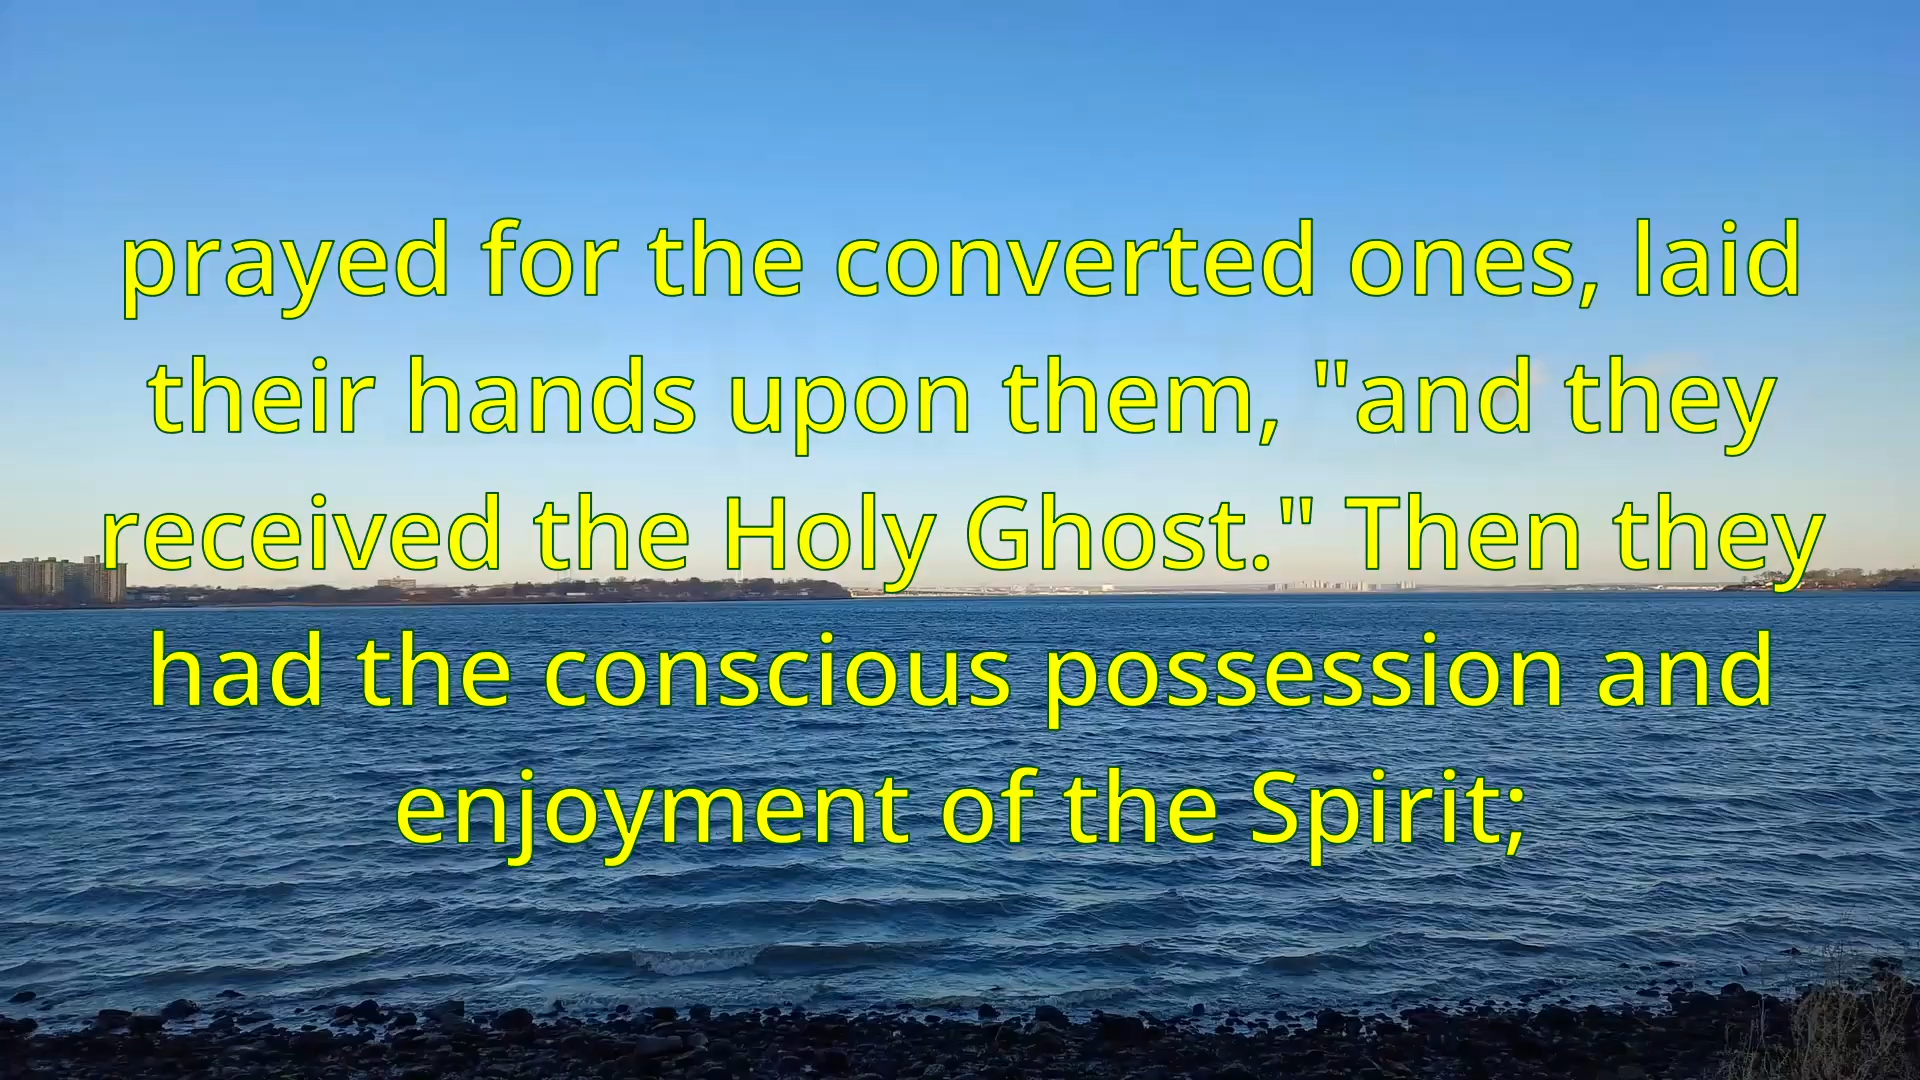 prayed for the converted ones, laid
their hands upon them, "and they
received the Holy Ghost." Then they
had the conscious possession and
enjoyment of the Spirit;